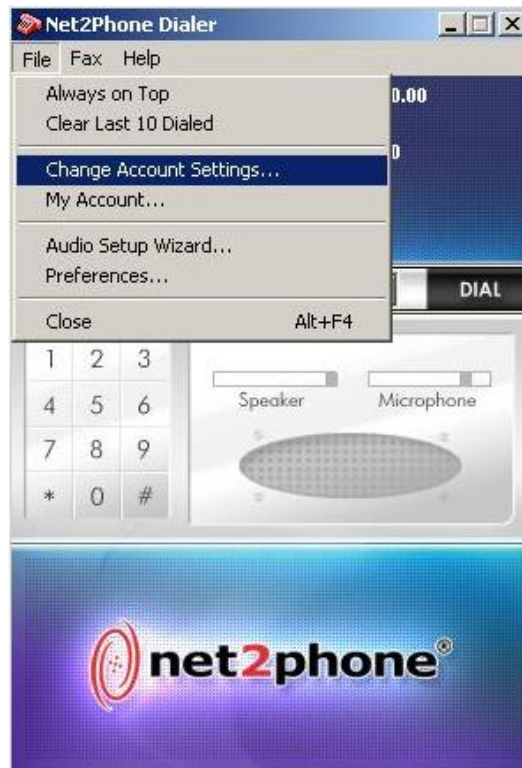 Net2Phone Dialer
File Fax Help
Always on Top
0.00
Clear Last 10 Dialed
Change Account Settings...
My Account...
Audio Setup Wizard...
Preferences...
DIAL
Close Alt+F4
1 2 3
4 5 6
7 8 9
* 0 #
Speaker Microphone
net2phone®